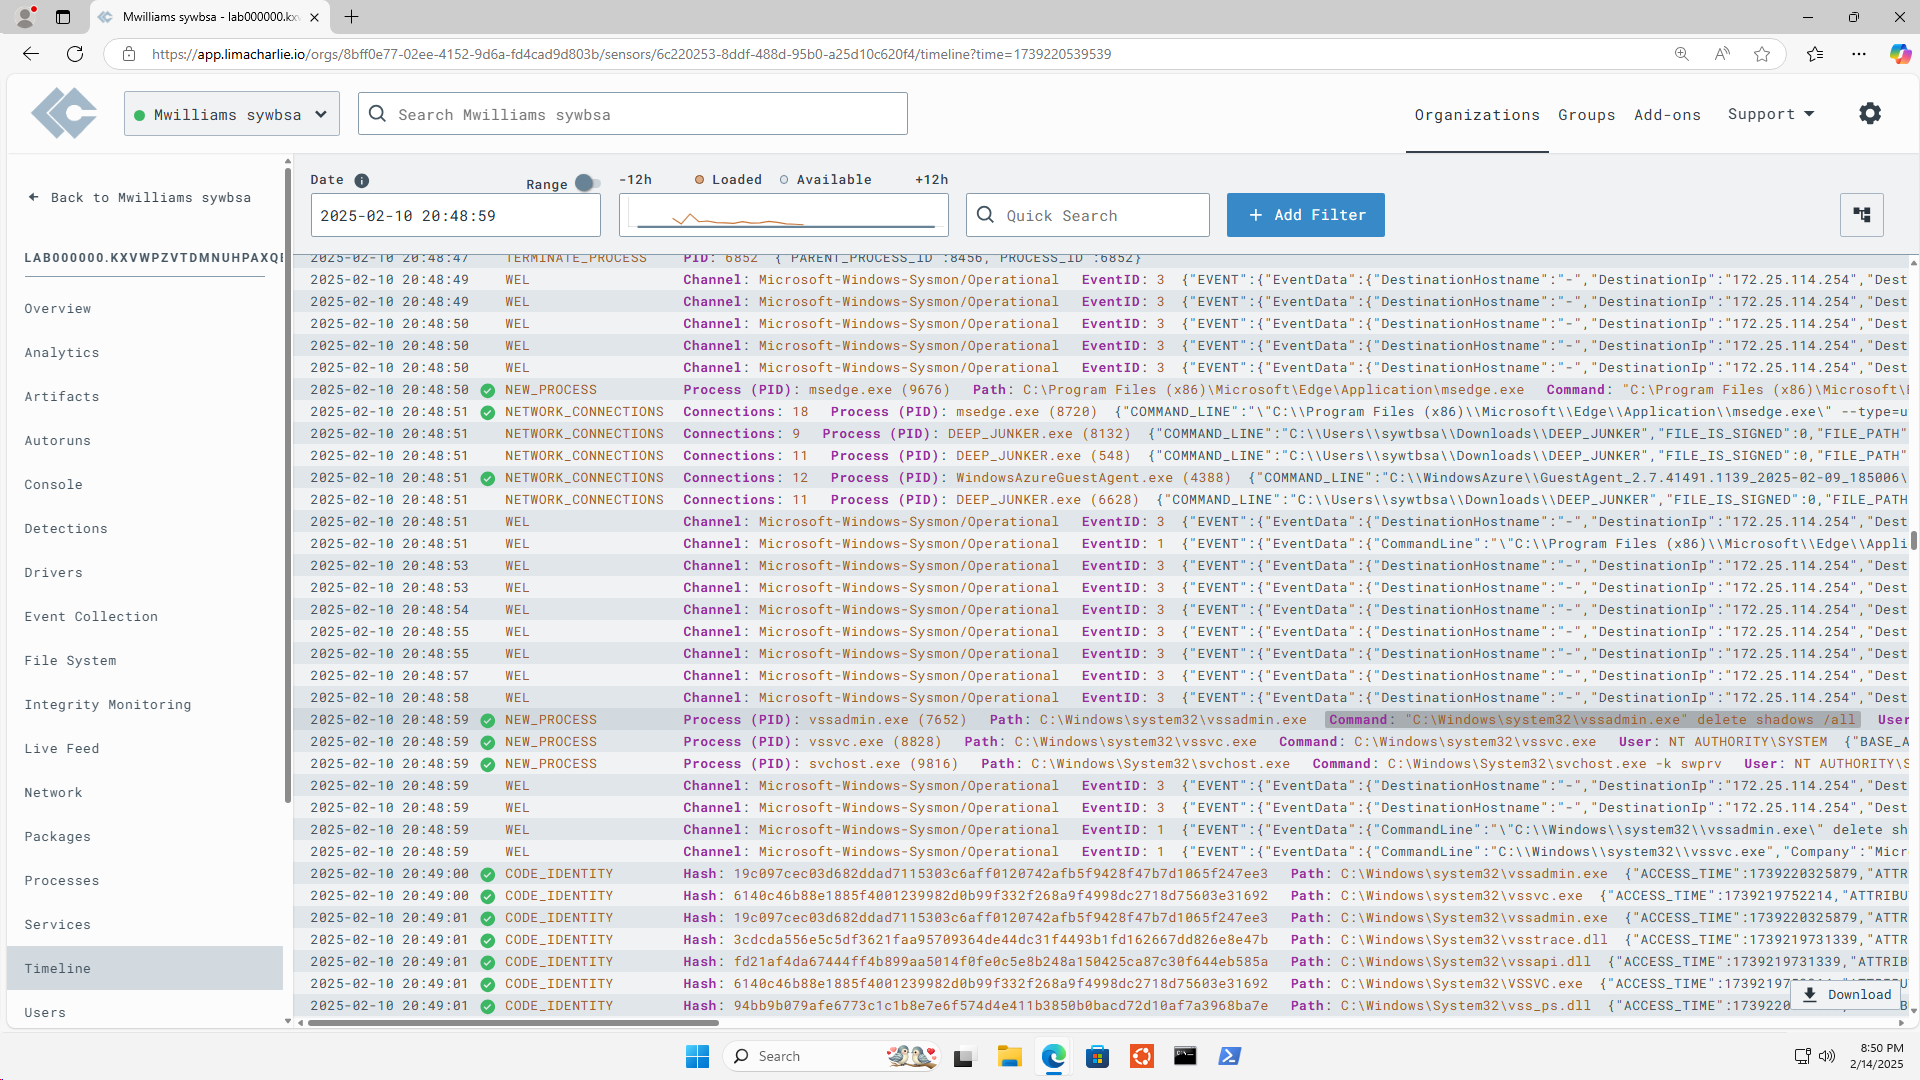 Mwilliams sywbsa - lab000000.kxv
https://app.limacharlie.io/orgs/8bff0e77-02ee-4152-9d6a-fd4cad9d803b/sensors/6c220253-8ddf-488d-95b0-a25d10c620f4/timeline?time=1739220539539
Mwilliams sywbsa
Search Mwilliams sywbsa
Organizations Groups Add-ons Support
Back to Mwilliams sywbsa
LAB000000.KXVWPZVTDMNUHPAXQE
Overview
Analytics
Artifacts
Autoruns
Console
Detections
Drivers
Event Collection
File System
Integrity Monitoring
Live Feed
Network
Packages
Processes
Services
Timeline
Users
Date Range -12h Loaded Available +12h
2025-02-10 20:48:59 Quick Search + Add Filter
2025-02-10 20:48:47 TERMINATE_PROCESS PID: 6852 {"PARENT_PROCESS_ID":8456,"PROCESS_ID":6852}
2025-02-10 20:48:49 WEL Channel: Microsoft-Windows-Sysmon/Operational EventID: 3 {"EVENT":{"EventData":{"DestinationHostname":"-","DestinationIp":"172.25.114.254","Dest
2025-02-10 20:48:49 WEL Channel: Microsoft-Windows-Sysmon/Operational EventID: 3 {"EVENT":{"EventData":{"DestinationHostname":"-","DestinationIp":"172.25.114.254","Dest
2025-02-10 20:48:50 WEL Channel: Microsoft-Windows-Sysmon/Operational EventID: 3 {"EVENT":{"EventData":{"DestinationHostname":"-","DestinationIp":"172.25.114.254","Dest
2025-02-10 20:48:50 WEL Channel: Microsoft-Windows-Sysmon/Operational EventID: 3 {"EVENT":{"EventData":{"DestinationHostname":"-","DestinationIp":"172.25.114.254","Dest
2025-02-10 20:48:50 WEL Channel: Microsoft-Windows-Sysmon/Operational EventID: 3 {"EVENT":{"EventData":{"DestinationHostname":"-","DestinationIp":"172.25.114.254","Dest
2025-02-10 20:48:50 NEW_PROCESS Process (PID): msedge.exe (9676) Path: C:\Program Files (x86)\Microsoft\Edge\Application\msedge.exe Command: "C:\Program Files (x86)\Microsoft\E
2025-02-10 20:48:51 NETWORK_CONNECTIONS Connections: 18 Process (PID): msedge.exe (8720) {"COMMAND_LINE":"\"C:\\Program Files (x86)\\Microsoft\\Edge\\Application\\msedge.exe\" --type=u
2025-02-10 20:48:51 NETWORK_CONNECTIONS Connections: 9 Process (PID): DEEP_JUNKER.exe (8132) {"COMMAND_LINE":"C:\\Users\\sywtbsa\\Downloads\\DEEP_JUNKER","FILE_IS_SIGNED":0,"FILE_PATH"
2025-02-10 20:48:51 NETWORK_CONNECTIONS Connections: 11 Process (PID): DEEP_JUNKER.exe (548) {"COMMAND_LINE":"C:\\Users\\sywtbsa\\Downloads\\DEEP_JUNKER","FILE_IS_SIGNED":0,"FILE_PATH"
2025-02-10 20:48:51 NETWORK_CONNECTIONS Connections: 12 Process (PID): WindowsAzureGuestAgent.exe (4388) {"COMMAND_LINE":"C:\\WindowsAzure\\GuestAgent_2.7.41491.1139_2025-02-09_185006\
2025-02-10 20:48:51 NETWORK_CONNECTIONS Connections: 11 Process (PID): DEEP_JUNKER.exe (6628) {"COMMAND_LINE":"C:\\Users\\sywtbsa\\Downloads\\DEEP_JUNKER","FILE_IS_SIGNED":0,"FILE_PATH
2025-02-10 20:48:51 WEL Channel: Microsoft-Windows-Sysmon/Operational EventID: 3 {"EVENT":{"EventData":{"DestinationHostname":"-","DestinationIp":"172.25.114.254","Dest
2025-02-10 20:48:51 WEL Channel: Microsoft-Windows-Sysmon/Operational EventID: 1 {"EVENT":{"EventData":{"CommandLine":"\"C:\\Program Files (x86)\\Microsoft\\Edge\\Appli
2025-02-10 20:48:53 WEL Channel: Microsoft-Windows-Sysmon/Operational EventID: 3 {"EVENT":{"EventData":{"DestinationHostname":"-","DestinationIp":"172.25.114.254","Dest
2025-02-10 20:48:53 WEL Channel: Microsoft-Windows-Sysmon/Operational EventID: 3 {"EVENT":{"EventData":{"DestinationHostname":"-","DestinationIp":"172.25.114.254","Dest
2025-02-10 20:48:54 WEL Channel: Microsoft-Windows-Sysmon/Operational EventID: 3 {"EVENT":{"EventData":{"DestinationHostname":"-","DestinationIp":"172.25.114.254","Dest
2025-02-10 20:48:55 WEL Channel: Microsoft-Windows-Sysmon/Operational EventID: 3 {"EVENT":{"EventData":{"DestinationHostname":"-","DestinationIp":"172.25.114.254","Dest
2025-02-10 20:48:55 WEL Channel: Microsoft-Windows-Sysmon/Operational EventID: 3 {"EVENT":{"EventData":{"DestinationHostname":"-","DestinationIp":"172.25.114.254","Dest
2025-02-10 20:48:57 WEL Channel: Microsoft-Windows-Sysmon/Operational EventID: 3 {"EVENT":{"EventData":{"DestinationHostname":"-","DestinationIp":"172.25.114.254","Dest
2025-02-10 20:48:58 WEL Channel: Microsoft-Windows-Sysmon/Operational EventID: 3 {"EVENT":{"EventData":{"DestinationHostname":"-","DestinationIp":"172.25.114.254","Dest
2025-02-10 20:48:59 NEW_PROCESS Process (PID): vssadmin.exe (7652) Path: C:\Windows\system32\vssadmin.exe Command: "C:\Windows\system32\vssadmin.exe" delete shadows /all User
2025-02-10 20:48:59 NEW_PROCESS Process (PID): vssvc.exe (8828) Path: C:\Windows\system32\vssvc.exe Command: C:\Windows\system32\vssvc.exe User: NT AUTHORITY\SYSTEM {"BASE_A
2025-02-10 20:48:59 NEW_PROCESS Process (PID): svchost.exe (9816) Path: C:\Windows\System32\svchost.exe Command: C:\Windows\System32\svchost.exe -k swprv User: NT AUTHORITY\S
2025-02-10 20:48:59 WEL Channel: Microsoft-Windows-Sysmon/Operational EventID: 3 {"EVENT":{"EventData":{"DestinationHostname":"-","DestinationIp":"172.25.114.254","Dest
2025-02-10 20:48:59 WEL Channel: Microsoft-Windows-Sysmon/Operational EventID: 3 {"EVENT":{"EventData":{"DestinationHostname":"-","DestinationIp":"172.25.114.254","Dest
2025-02-10 20:48:59 WEL Channel: Microsoft-Windows-Sysmon/Operational EventID: 1 {"EVENT":{"EventData":{"CommandLine":"\"C:\\Windows\\system32\\vssadmin.exe\" delete sh
2025-02-10 20:48:59 WEL Channel: Microsoft-Windows-Sysmon/Operational EventID: 1 {"EVENT":{"EventData":{"CommandLine":"C:\\Windows\\system32\\vssvc.exe","Company":"Micr
2025-02-10 20:49:00 CODE_IDENTITY Hash: 19c097cec03d682ddad7115303c6aff0120742afb5f9428f47b7d1065f247ee3 Path: C:\Windows\system32\vssadmin.exe {"ACCESS_TIME":1739220325879,"ATTR
2025-02-10 20:49:00 CODE_IDENTITY Hash: 6140c46b88e1885f4001239982d0b99f332f268a9f4998dc2718d75603e31692 Path: C:\Windows\system32\vssvc.exe {"ACCESS_TIME":1739219752214,"ATTRIBU
2025-02-10 20:49:01 CODE_IDENTITY Hash: 19c097cec03d682ddad7115303c6aff0120742afb5f9428f47b7d1065f247ee3 Path: C:\Windows\System32\vssadmin.exe {"ACCESS_TIME":1739220325879,"ATTR
2025-02-10 20:49:01 CODE_IDENTITY Hash: 3cdcda556e5c5df3621faa95709364de44dc31f4493b1fd162667dd826e8e47b Path: C:\Windows\System32\vsstrace.dll {"ACCESS_TIME":1739219731339,"ATTR
2025-02-10 20:49:01 CODE_IDENTITY Hash: fd21af4da67444ff4b899aa5014f0fe0c5e8b248a150425ca87c30f644eb585a Path: C:\Windows\System32\vssapi.dll {"ACCESS_TIME":1739219731339,"ATTRIB
2025-02-10 20:49:01 CODE_IDENTITY Hash: 6140c46b88e1885f4001239982d0b99f332f268a9f4998dc2718d75603e31692 Path: C:\Windows\System32\VSSVC.exe
2025-02-10 20:49:01 CODE_IDENTITY Hash: 94bb9b079afe6773c1c1b8e7e6f574d4e411b3850b0bacd72d10af7a3968ba7e Path: C:\Windows\System32\vss_ps.dll
Download
Search
8:50 PM
2/14/2025